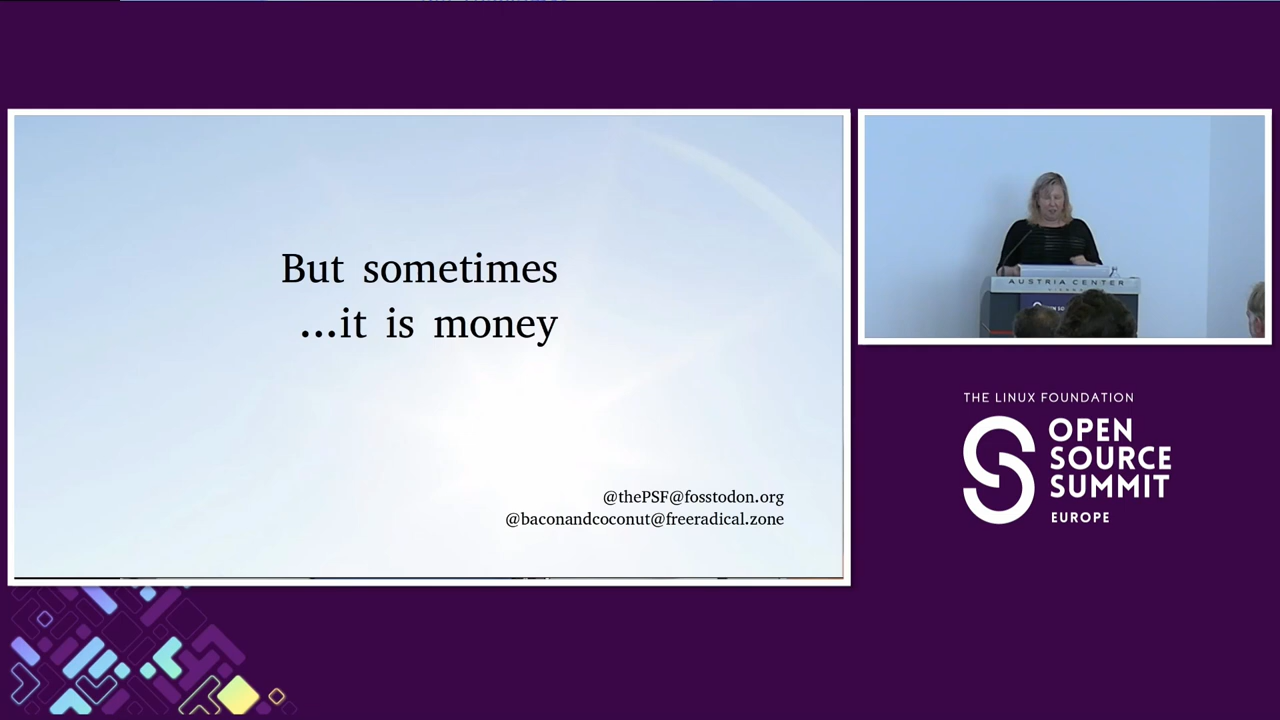 But sometimes
...it is money
@thePSF@fosstodon.org
@baconandcoconut@freeradical.zone
AUSTRIA CENTER
THE LINUX FOUNDATION
OPEN
SOURCE
SUMMIT
EUROPE